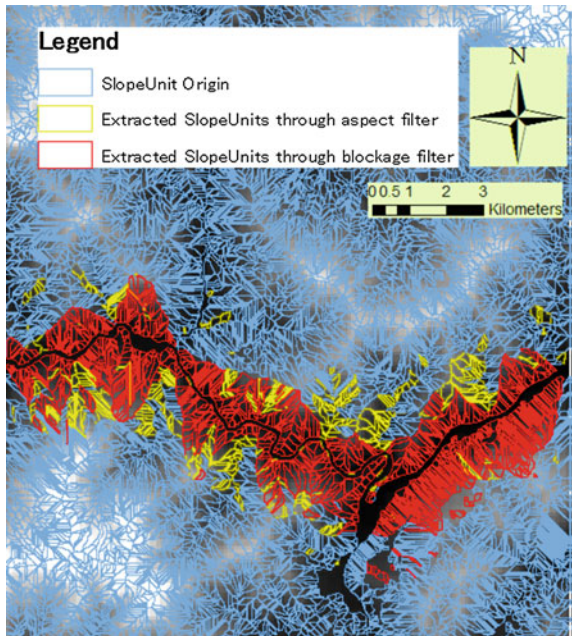 Legend
SlopeUnit Origin
Extracted SlopeUnits through aspect filter
Extracted SlopeUnits through blockage filter
N
0 0.5 1 2 3
Kilometers